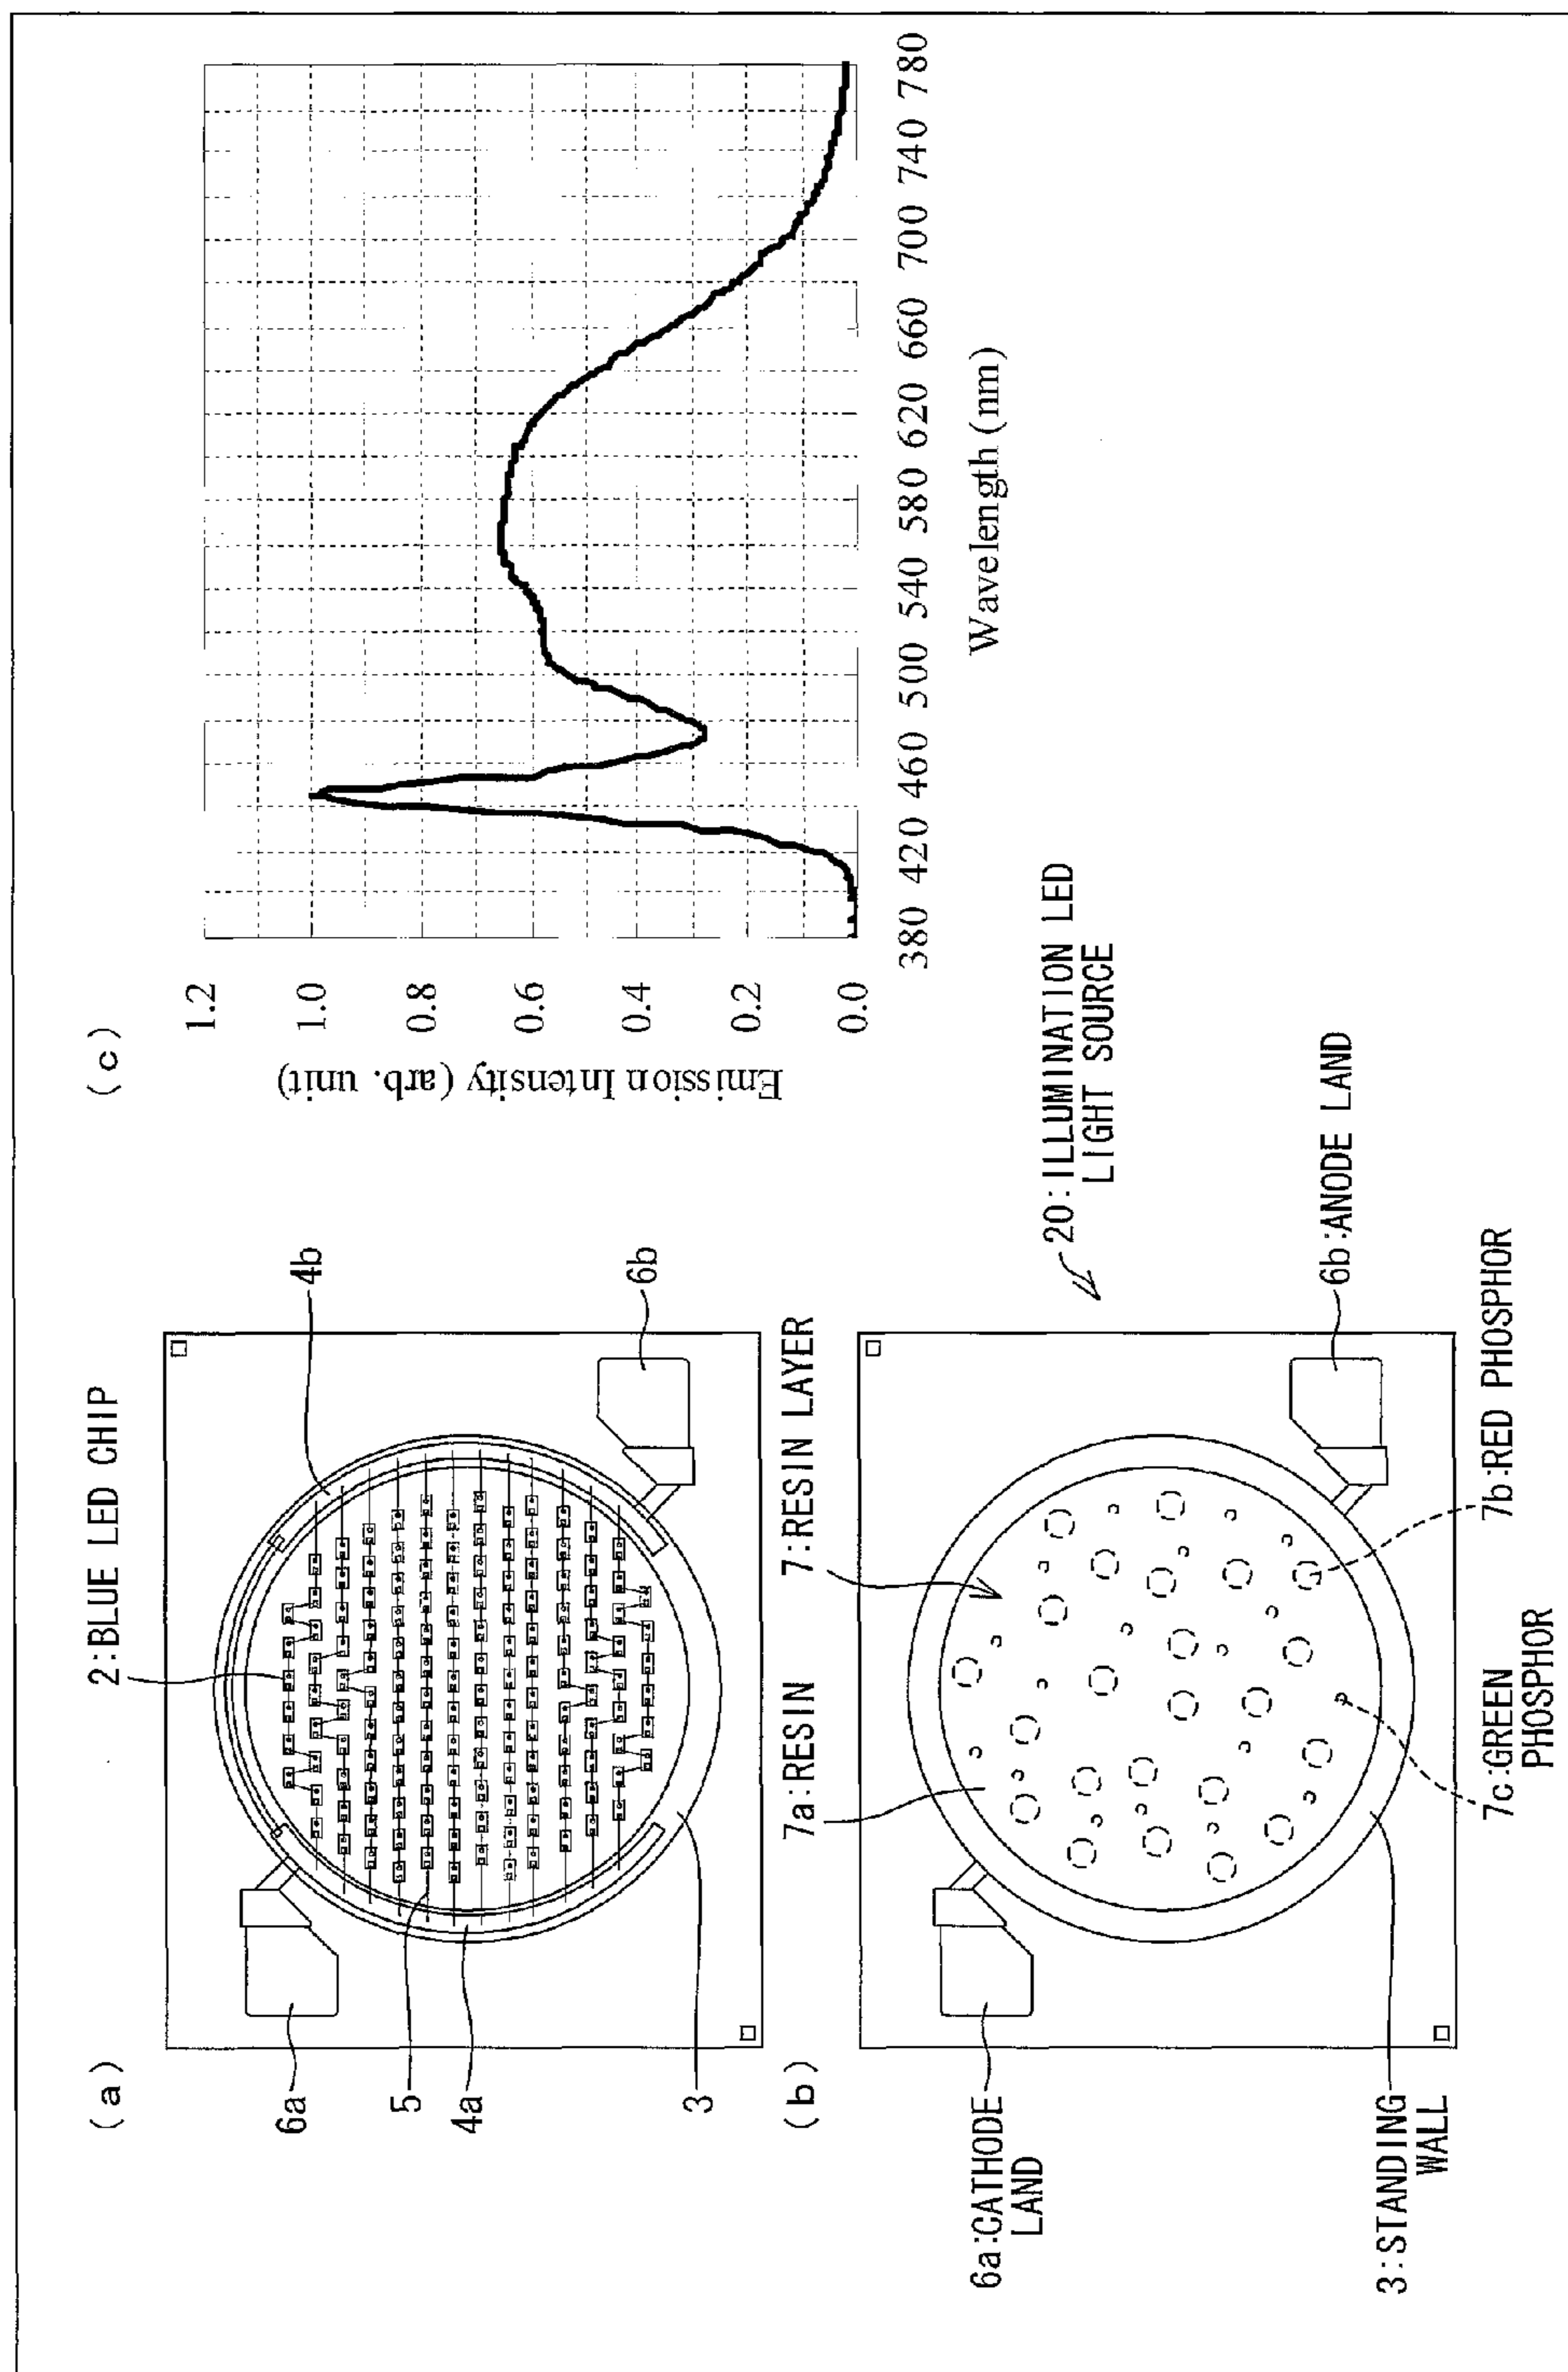 (a)
2:BLUE LED CHIP
4b
6a
5
4a
3
6b
(b)
7:RESIN LAYER
7a:RESIN
20:ILLUMINATION LED
LIGHT SOURCE
6a:CATHODE
LAND
6b:ANODE LAND
3:STANDING
WALL
7c:GREEN
PHOSPHOR
7b:RED PHOSPHOR
(c)
Emission Intensity (arb. unit)
1.2
1.0
0.8
0.6
0.4
0.2
0.0
380 420 460 500 540 580 620 660 700 740 780
Wavelength (nm)